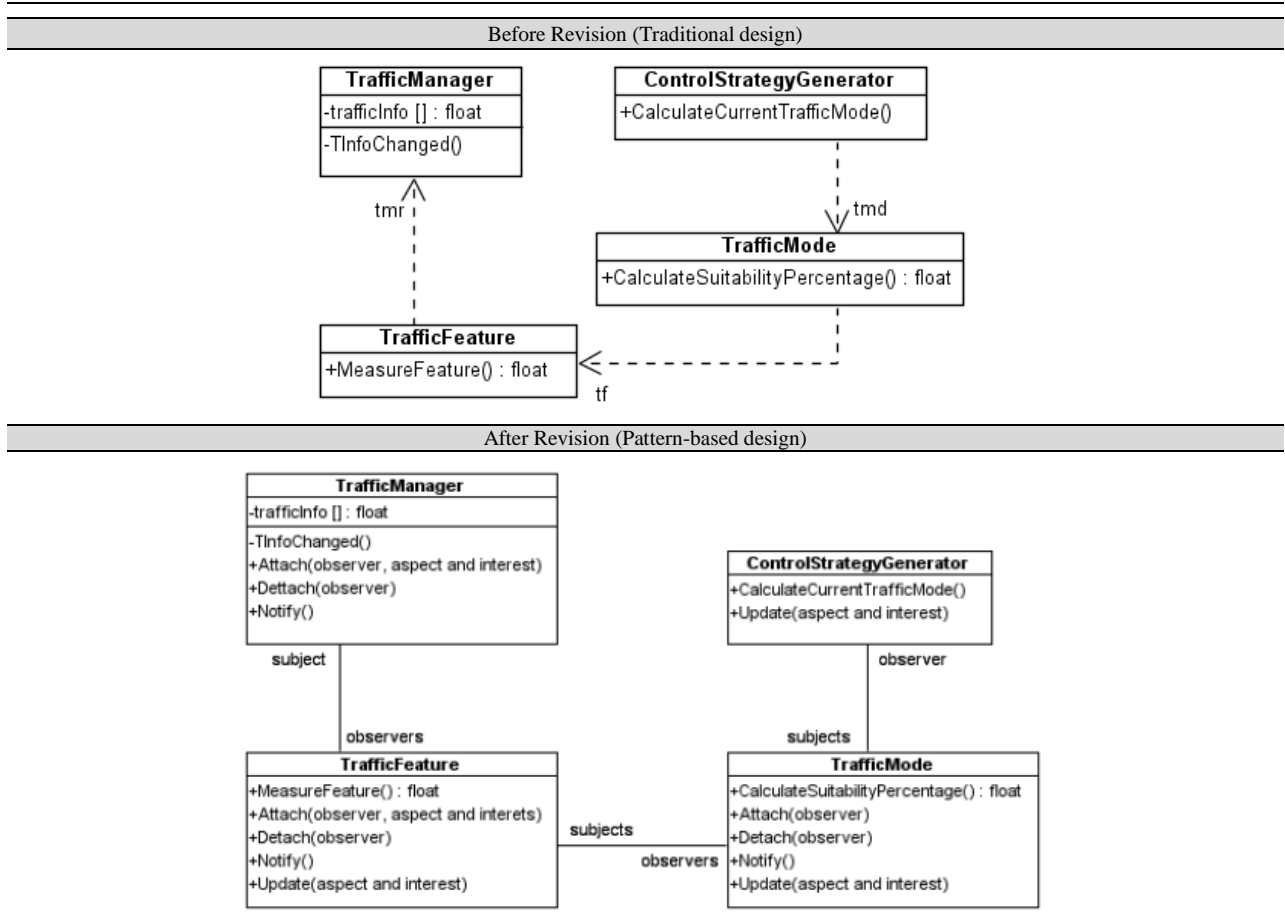 Before Revision (Traditional design)
TrafficManager
-trafficInfo [] : float
-TInfoChanged()
ControlStrategyGenerator
+CalculateCurrentTrafficMode()
tmr
tmd
TrafficMode
+CalculateSuitabilityPercentage() : float
TrafficFeature
+MeasureFeature() : float
tf
After Revision (Pattern-based design)
TrafficManager
-trafficInfo [] : float
-TInfoChanged()
+Attach(observer, aspect and interest)
+Dettach(observer)
+Notify()
ControlStrategyGenerator
+CalculateCurrentTrafficMode()
+Update(aspect and interest)
subject
observer
observers
subjects
TrafficFeature
+MeasureFeature() : float
+Attach(observer, aspect and interets)
+Detach(observer)
+Notify()
+Update(aspect and interest)
subjects
observers
TrafficMode
+CalculateSuitabilityPercentage() : float
+Attach(observer)
+Detach(observer)
+Notify()
+Update(aspect and interest)